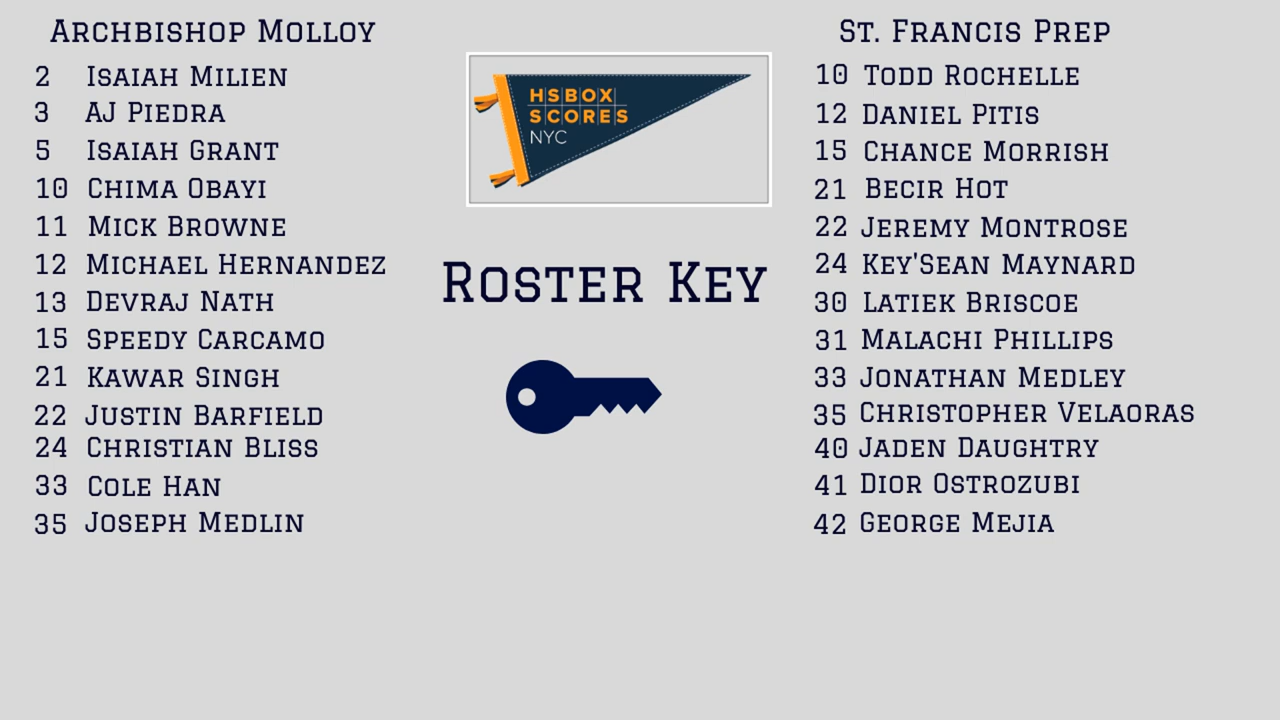 Archbishop Molloy
2 Isaiah Milien
3 AJ Piedra
5 Isaiah Grant
10 Chima Obayi
11 Mick Browne
12 Michael Hernandez
13 Devraj Nath
15 Speedy Carcamo
21 Kawar Singh
22 Justin Barfield
24 Christian Bliss
33 Cole Han
35 Joseph Medlin
HSBOX
SCORES
NYC
Roster Key
St. Francis Prep
10 Todd Rochelle
12 Daniel Pitis
15 Chance Morrish
21 Becir Hot
22 Jeremy Montrose
24 Key'Sean Maynard
30 Latiek Briscoe
31 Malachi Phillips
33 Jonathan Medley
35 Christopher Velaoras
40 Jaden Daughtry
41 Dior Ostrozubi
42 George Mejia